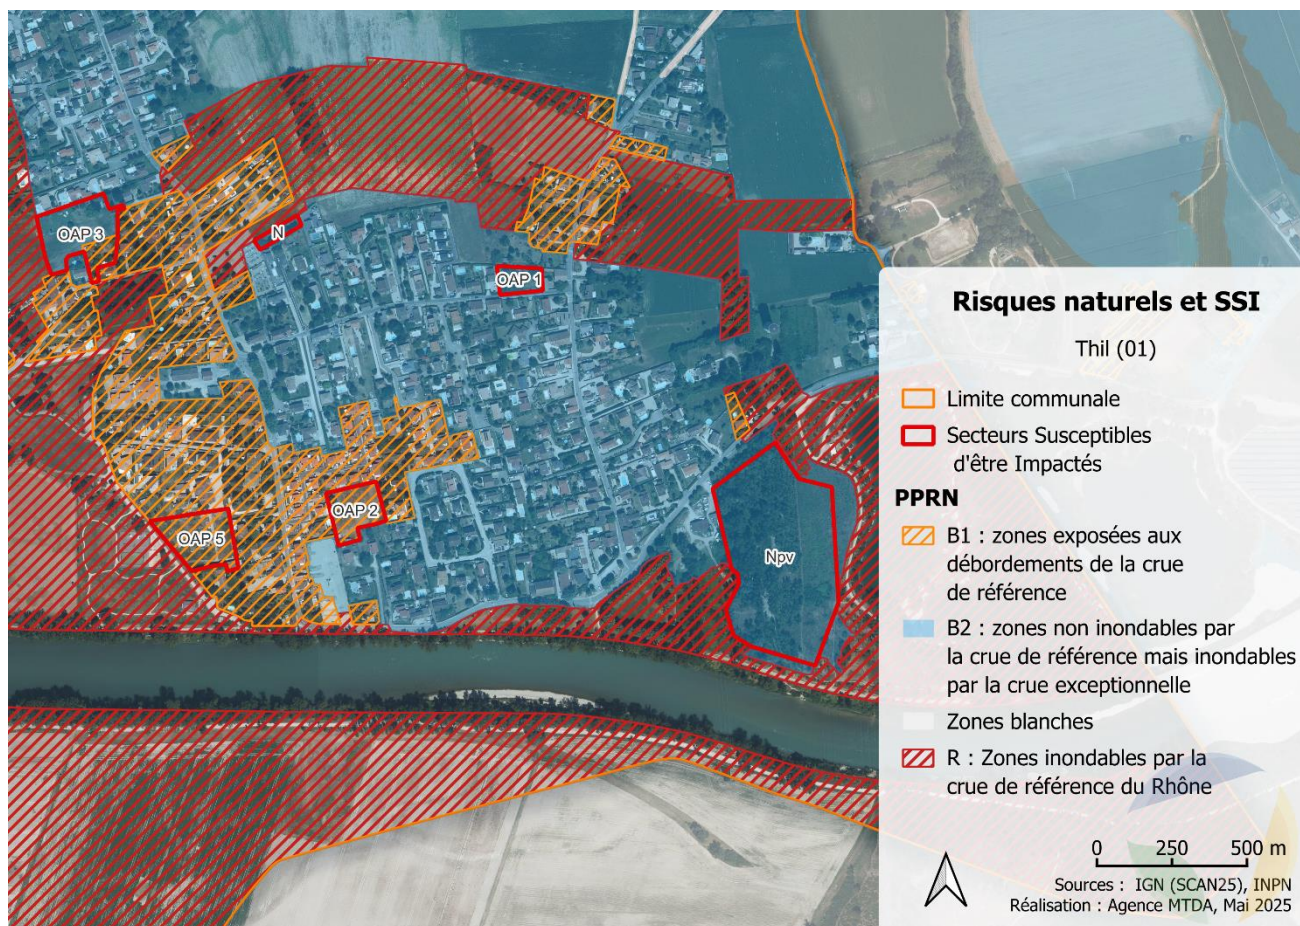 OAP 3
N
OAP 1
OAP 2
OAP 5
Npv
Risques naturels et SSI
Thil (01)
Limite communale
Secteurs Susceptibles
d'être Impactés
PPRN
B1 : zones exposées aux
débordements de la crue
de référence
B2 : zones non inondables par
la crue de référence mais inondables
par la crue exceptionnelle
Zones blanches
R : Zones inondables par la
crue de référence du Rhône
0 250 500 m
Sources : IGN (SCAN25), INPN
Réalisation : Agence MTDA, Mai 2025